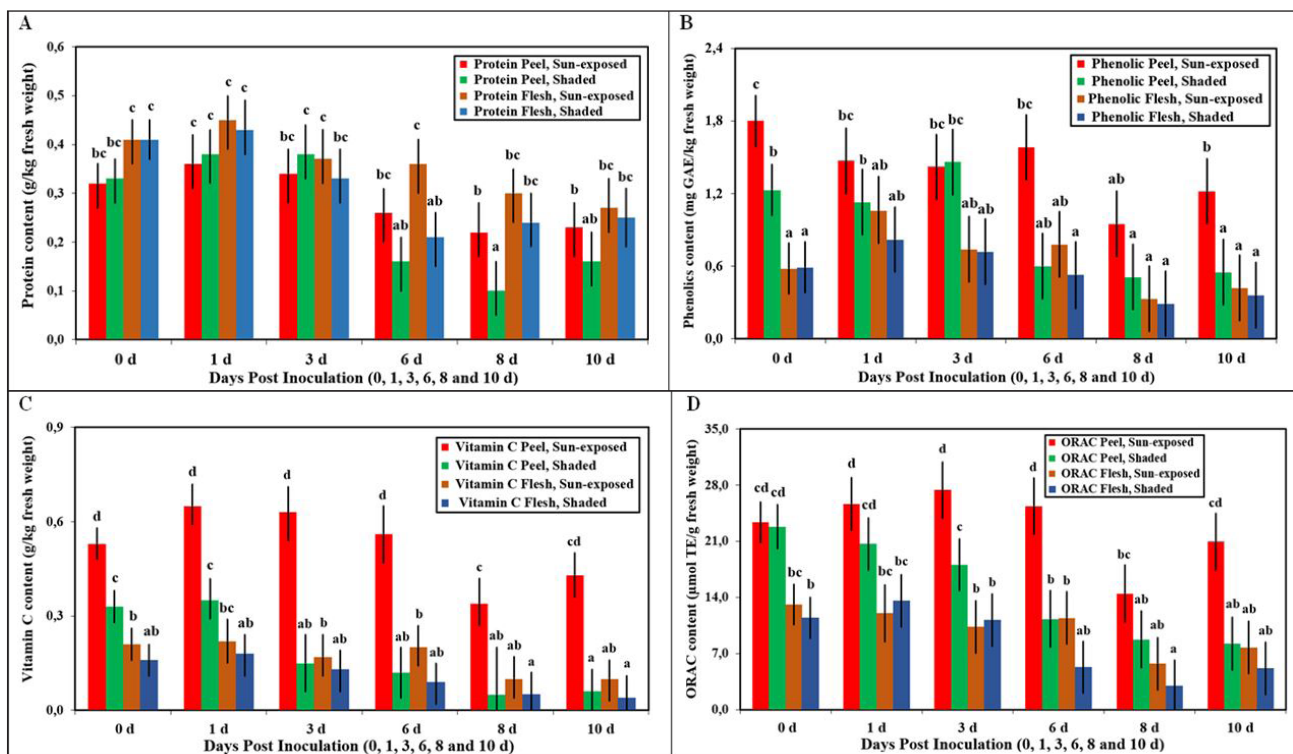 A
Protein content (g/kg fresh weight)
0,6
0,5
0,4
0,3
0,2
0,1
0,0
Protein Peel, Sun-exposed
Protein Peel, Shaded
Protein Flesh, Sun-exposed
Protein Flesh, Shaded
bc bc c c
c c c c
bc c c bc
bc ab c ab
b a bc bc
b ab bc bc
0 d 1 d 3 d 6 d 8 d 10 d
Days Post Inoculation (0, 1, 3, 6, 8 and 10 d)
B
Phenolics content (mg GAE/kg fresh weight)
2,4
1,8
1,2
0,6
0,0
Phenolic Peel, Sun-exposed
Phenolic Peel, Shaded
Phenolic Flesh, Sun-exposed
Phenolic Flesh, Shaded
c b a a
bc b ab ab
bc bc ab ab
bc ab ab a
ab a a a
b a a a
0 d 1 d 3 d 6 d 8 d 10 d
Days Post Inoculation (0, 1, 3, 6, 8 and 10 d)
C
Vitamin C content (g/kg fresh weight)
0,9
0,6
0,3
0,0
Vitamin C Peel, Sun-exposed
Vitamin C Peel, Shaded
Vitamin C Flesh, Sun-exposed
Vitamin C Flesh, Shaded
d c b ab
d c bc ab
d ab b ab
d ab b ab
c ab ab a
cd a ab a
0 d 1 d 3 d 6 d 8 d 10 d
Days Post Inoculation (0, 1, 3, 6, 8 and 10 d)
D
ORAC content (µmol TE/g fresh weight)
35,0
28,0
21,0
14,0
7,0
0,0
ORAC Peel, Sun-exposed
ORAC Peel, Shaded
ORAC Flesh, Sun-exposed
ORAC Flesh, Shaded
cd cd bc b
d cd bc bc
d c b b
d b b ab
bc ab ab a
cd ab ab ab
0 d 1 d 3 d 6 d 8 d 10 d
Days Post Inoculation (0, 1, 3, 6, 8 and 10 d)